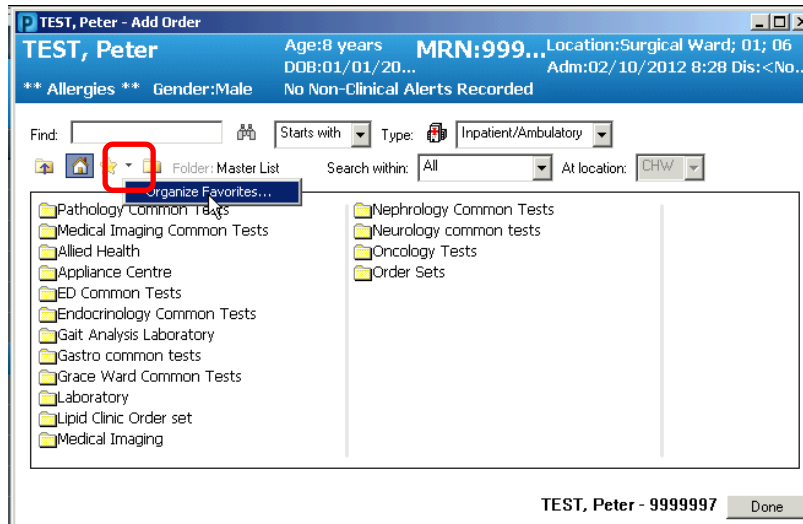 TEST, Peter - Add Order
TEST, Peter Age:8 years MRN:999... Location:Surgical Ward; 01; 06
DOB:01/01/20... Adm:02/10/2012 8:28 Dis:<No..
** Allergies ** Gender:Male No Non-Clinical Alerts Recorded
Find: Starts with Type: Inpatient/Ambulatory
Folder: Master List Search within: All At location: CHW
Organize Favorites...
Pathology Common Tests Nephrology Common Tests
Medical Imaging Common Tests Neurology common tests
Allied Health Oncology Tests
Appliance Centre Order Sets
ED Common Tests
Endocrinology Common Tests
Gait Analysis Laboratory
Gastro common tests
Grace Ward Common Tests
Laboratory
Lipid Clinic Order set
Medical Imaging
TEST, Peter - 9999997 Done